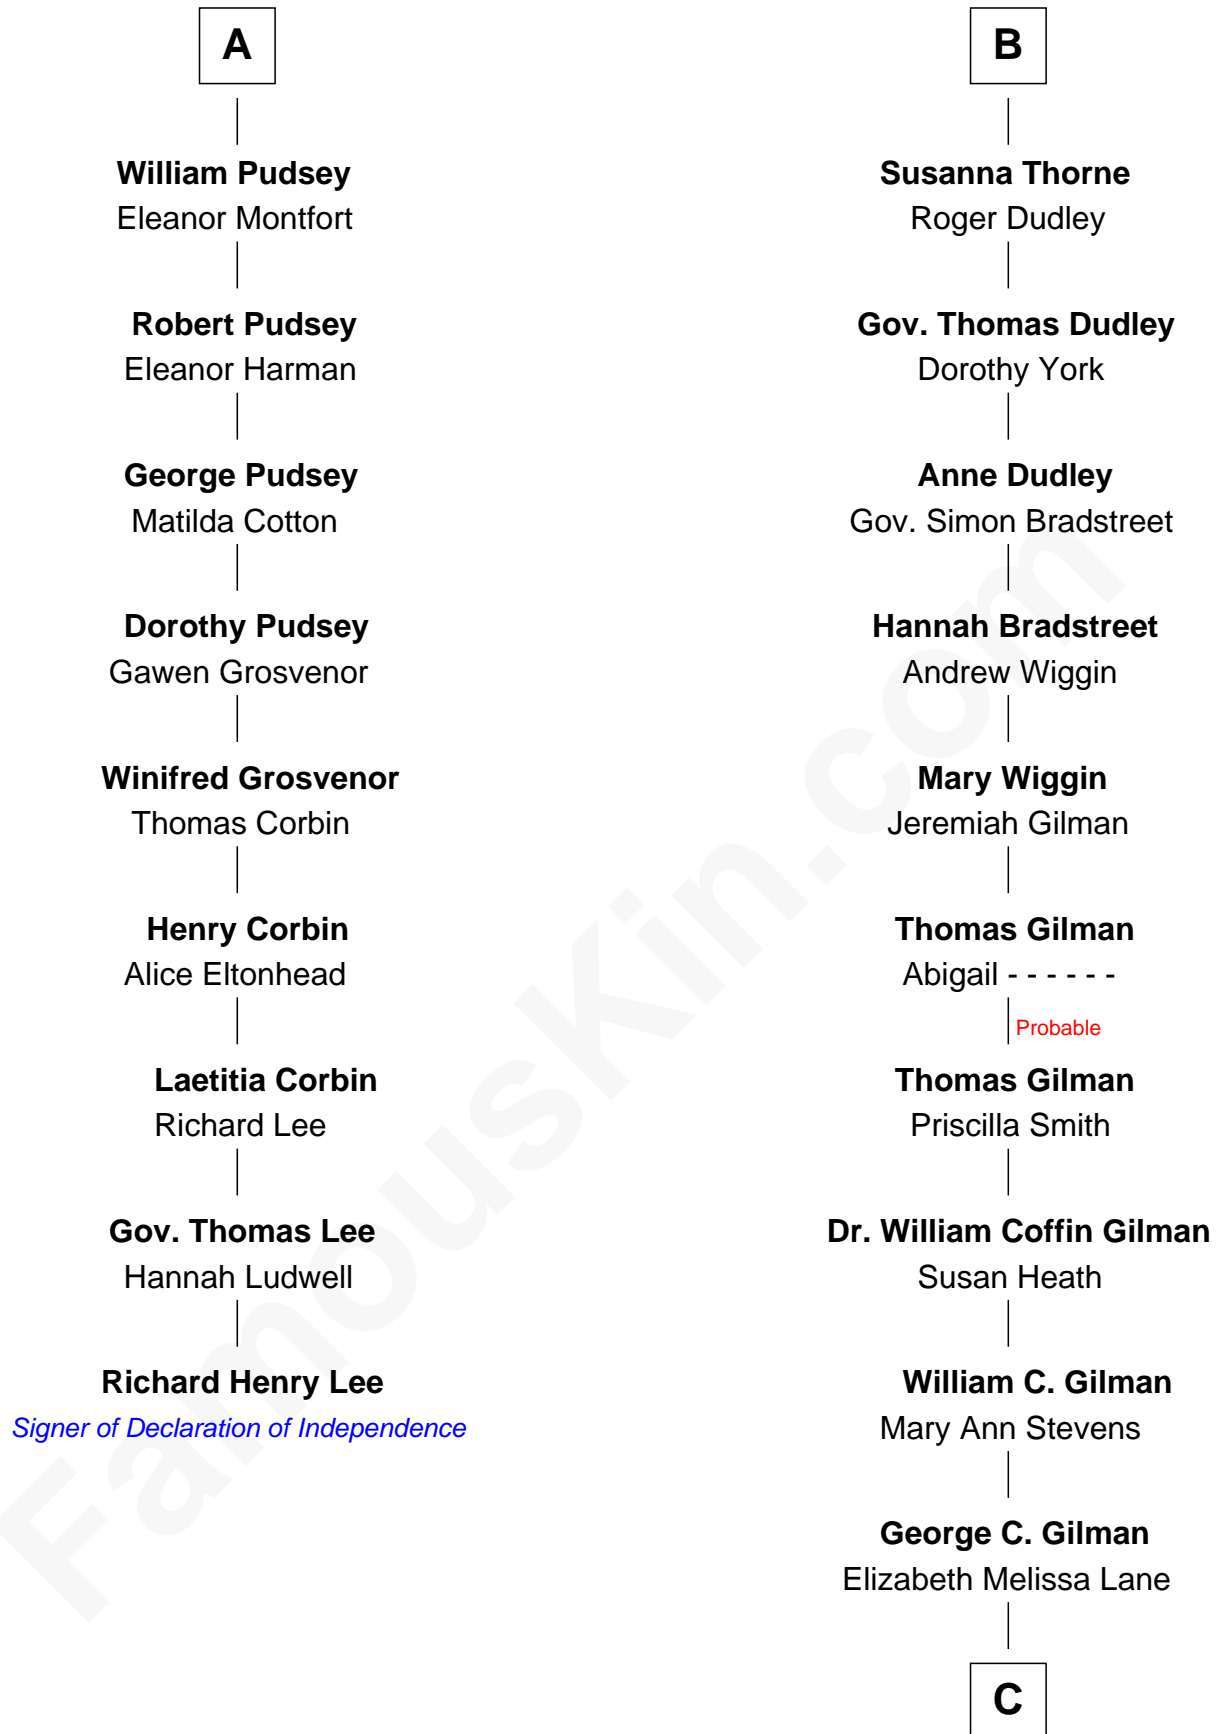 A
William Pudsey
Eleanor Montfort
Robert Pudsey
Eleanor Harman
George Pudsey
Matilda Cotton
Dorothy Pudsey
Gawen Grosvenor
Winifred Grosvenor
Thomas Corbin
Henry Corbin
Alice Eltonhead
Laetitia Corbin
Richard Lee
Gov. Thomas Lee
Hannah Ludwell
Richard Henry Lee
Signer of Declaration of Independence
B
Susanna Thorne
Roger Dudley
Gov. Thomas Dudley
Dorothy York
Anne Dudley
Gov. Simon Bradstreet
Hannah Bradstreet
Andrew Wiggin
Mary Wiggin
Jeremiah Gilman
Thomas Gilman
Abigail - - - - - -
Probable
Thomas Gilman
Priscilla Smith
Dr. William Coffin Gilman
Susan Heath
William C. Gilman
Mary Ann Stevens
George C. Gilman
Elizabeth Melissa Lane
C
FamousKin.com